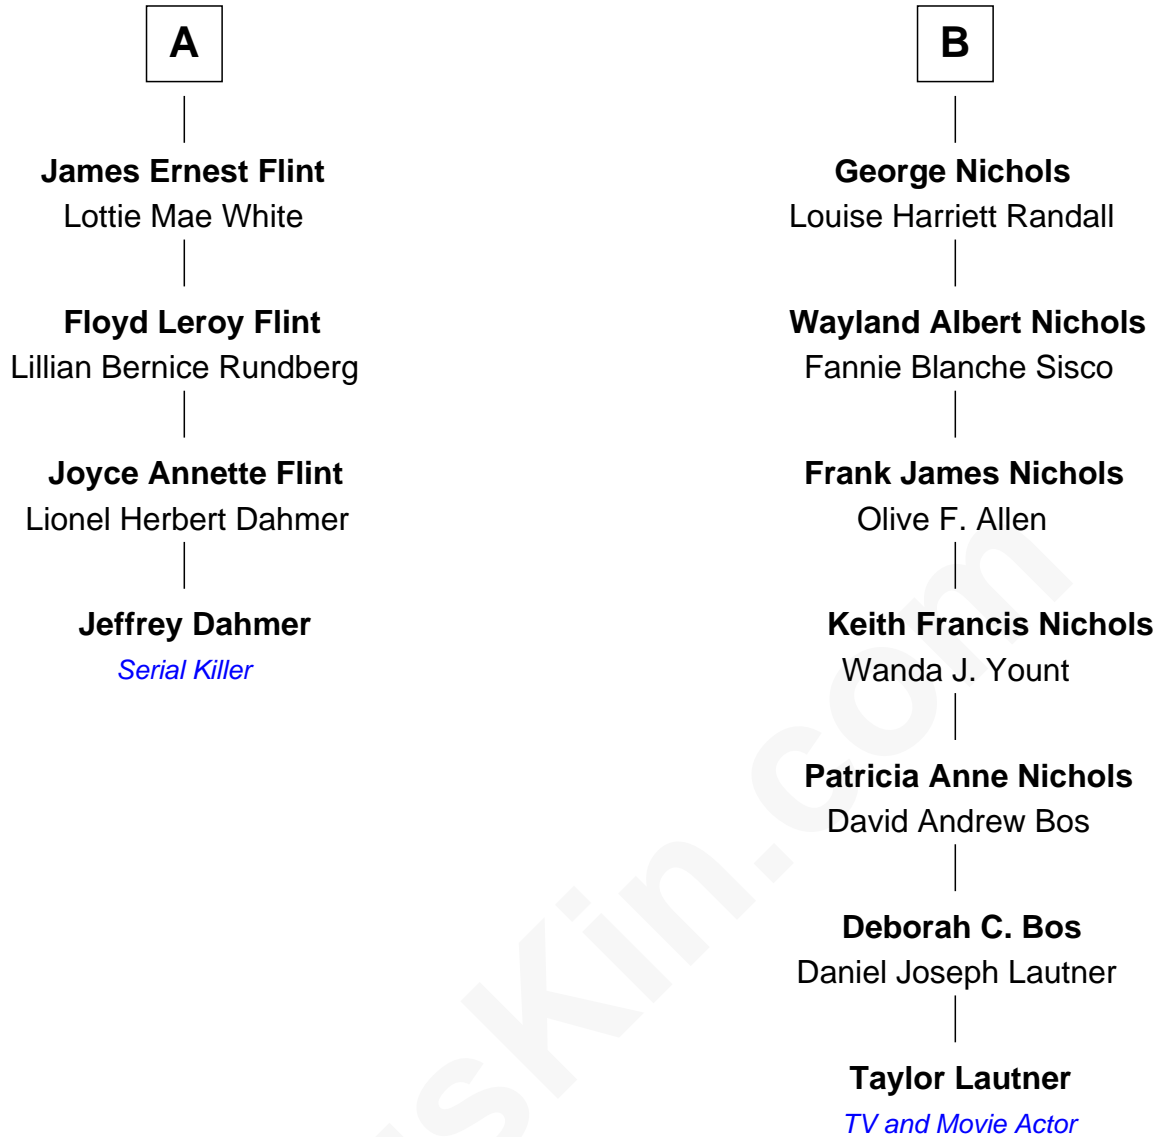 A
James Ernest Flint
Lottie Mae White
Floyd Leroy Flint
Lillian Bernice Rundberg
Joyce Annette Flint
Lionel Herbert Dahmer
Jeffrey Dahmer
Serial Killer
B
George Nichols
Louise Harriett Randall
Wayland Albert Nichols
Fannie Blanche Sisco
Frank James Nichols
Olive F. Allen
Keith Francis Nichols
Wanda J. Yount
Patricia Anne Nichols
David Andrew Bos
Deborah C. Bos
Daniel Joseph Lautner
Taylor Lautner
TV and Movie Actor